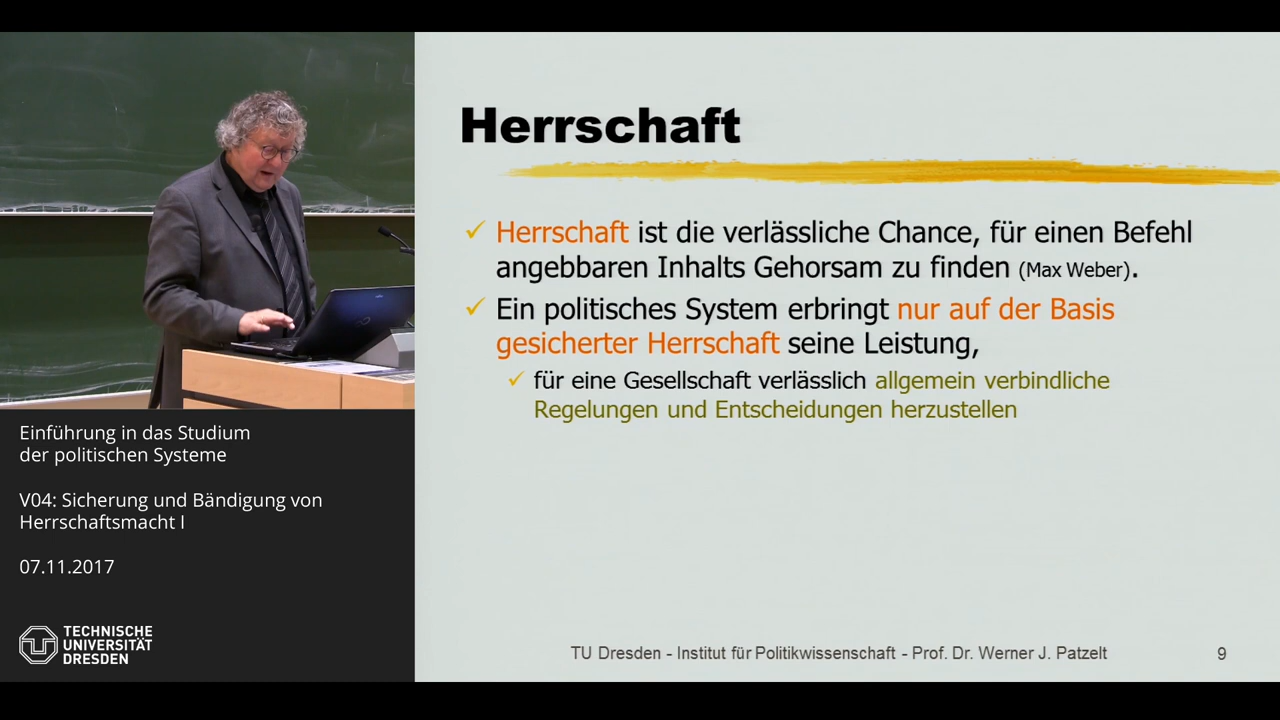 Herrschaft
✓ Herrschaft ist die verlässliche Chance, für einen Befehl
angebbaren Inhalts Gehorsam zu finden (Max Weber).
✓ Ein politisches System erbringt nur auf der Basis
gesicherter Herrschaft seine Leistung,
✓ für eine Gesellschaft verlässlich allgemein verbindliche
Regelungen und Entscheidungen herzustellen
TU Dresden - Institut für Politikwissenschaft - Prof. Dr. Werner J. Patzelt
9
Einführung in das Studium
der politischen Systeme
V04: Sicherung und Bändigung von
Herrschaftsmacht I
07.11.2017
TECHNISCHE
UNIVERSITÄT
DRESDEN